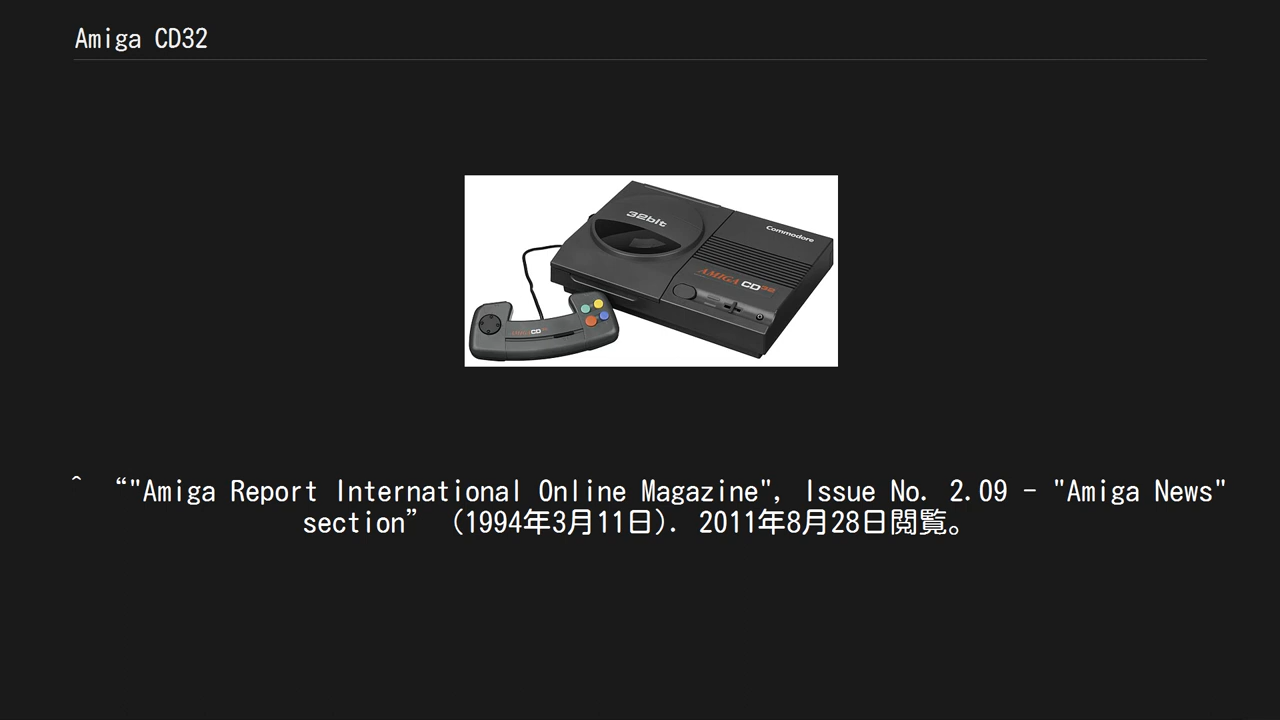 Amiga CD32
32bit
Commodore
AMIGA CD32
AMIGA CD32
^ “"Amiga Report International Online Magazine", Issue No. 2.09 - "Amiga News"
section” (1994年3月11日). 2011年8月28日閲覧。